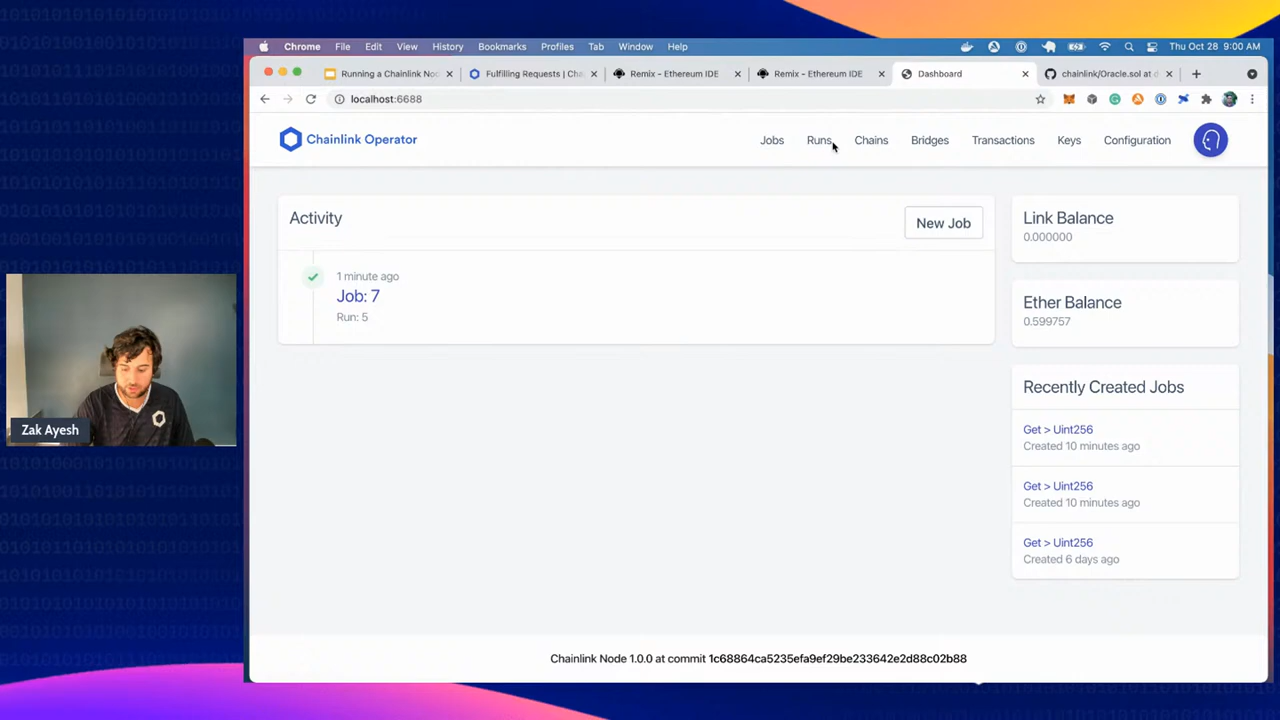 Chrome File Edit View History Bookmarks Profiles Tab Window Help Thu Oct 28 9:00 AM
Running a Chainlink No Fulfilling Requests | Cha Remix - Ethereum IDE Remix - Ethereum IDE Dashboard chainlink/Oracle.sol at d
localhost:6688
Chainlink Operator Jobs Runs Chains Bridges Transactions Keys Configuration
Activity
New Job
1 minute ago
Job: 7
Run: 5
Link Balance
0.000000
Ether Balance
0.599757
Recently Created Jobs
Get > Uint256
Created 10 minutes ago
Get > Uint256
Created 10 minutes ago
Get > Uint256
Created 6 days ago
Chainlink Node 1.0.0 at commit 1c68864ca5235efa9ef29be233642e2d88c02b88
Zak Ayesh